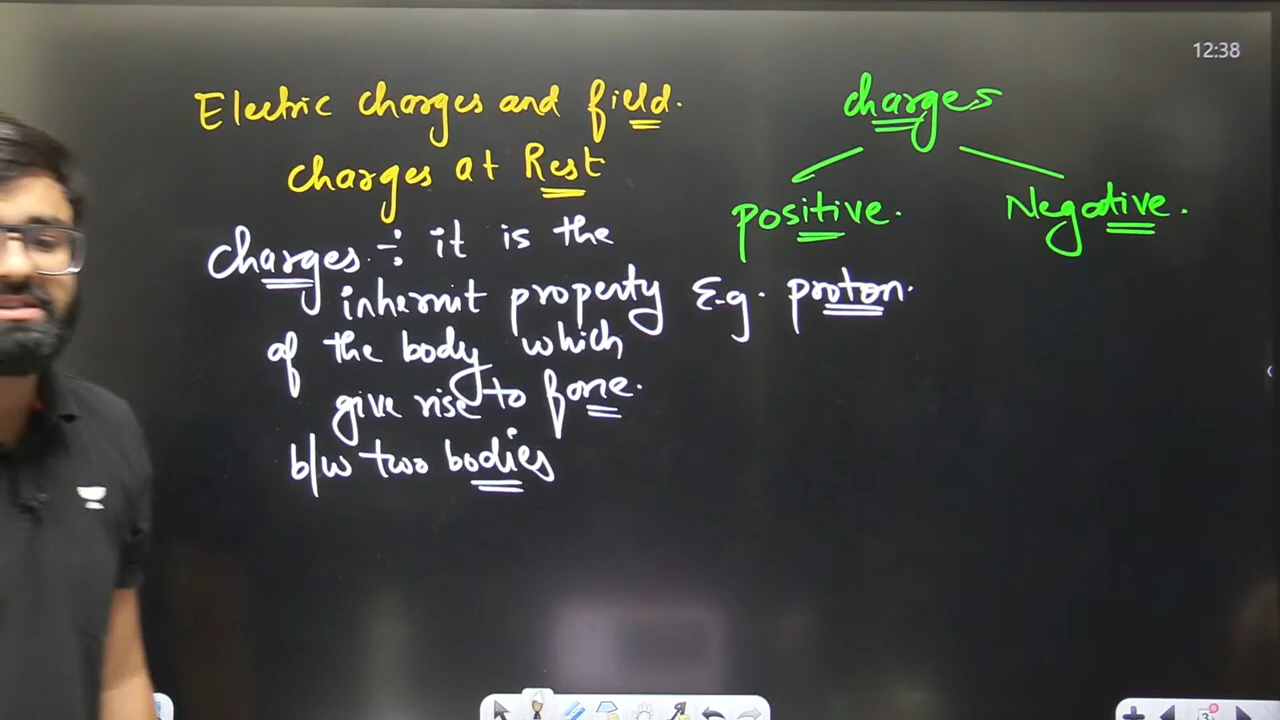 12:38
Electric charges and field.
charges at Rest
charges ÷ it is the
inherent property
of the body which
give rise to force.
b/w two bodies
charges
positive. Negative.
E.g. proton.